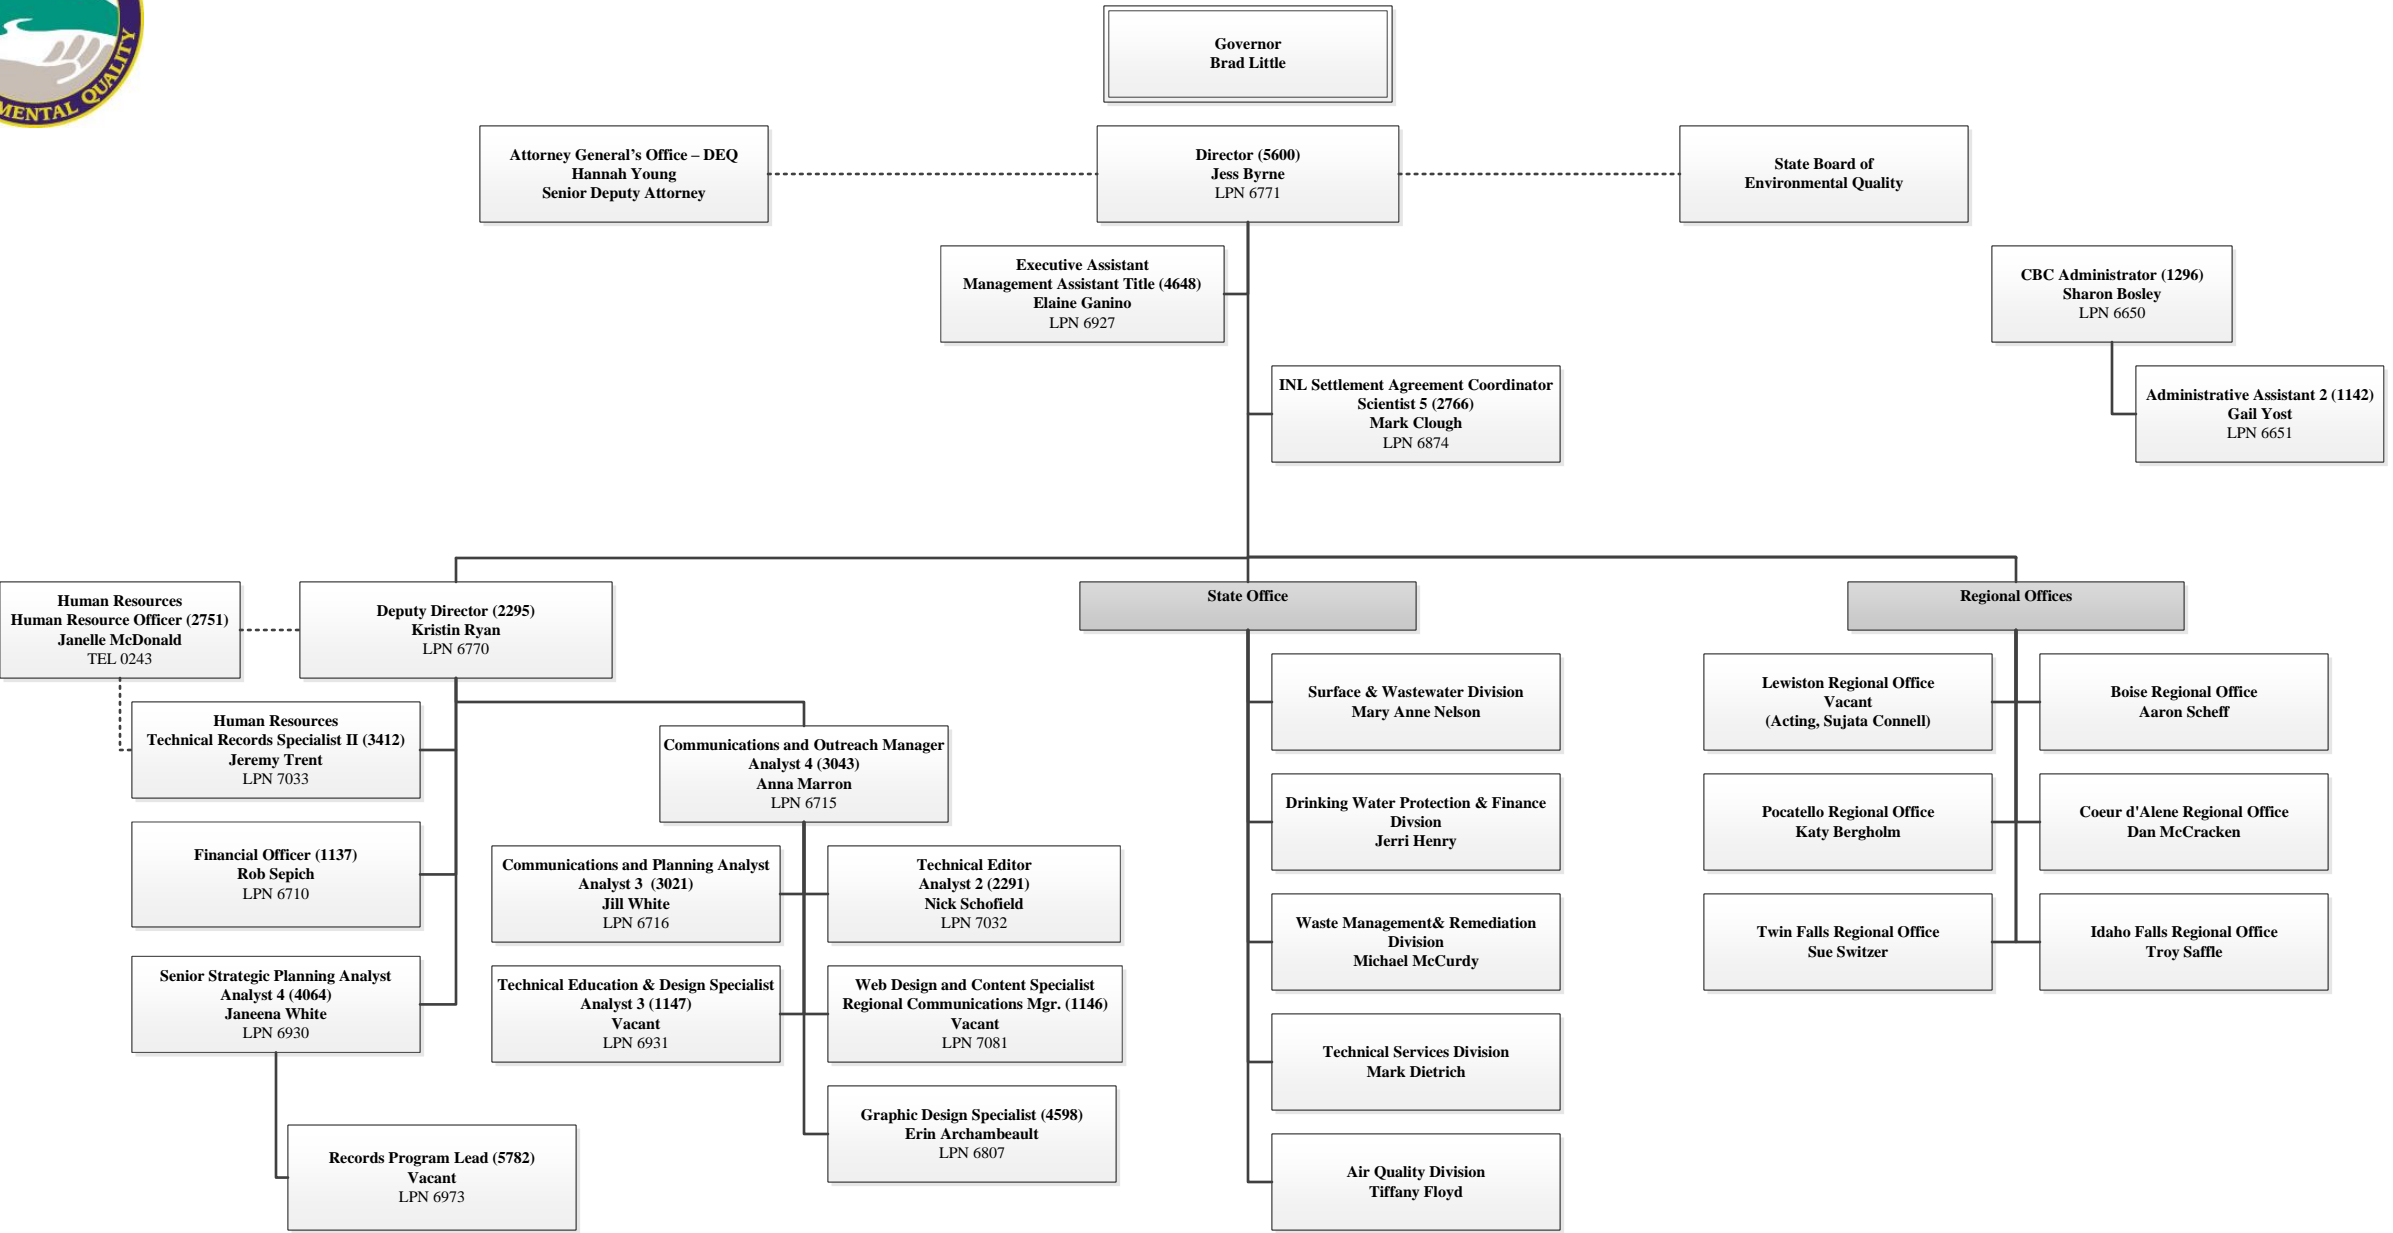 MENTAL QUALITY
Governor
Brad Little
Attorney General’s Office – DEQ
Hannah Young
Senior Deputy Attorney
Director (5600)
Jess Byrne
LPN 6771
State Board of
Environmental Quality
Executive Assistant
Management Assistant Title (4648)
Elaine Ganino
LPN 6927
CBC Administrator (1296)
Sharon Bosley
LPN 6650
INL Settlement Agreement Coordinator
Scientist 5 (2766)
Mark Clough
LPN 6874
Administrative Assistant 2 (1142)
Gail Yost
LPN 6651
Human Resources
Human Resource Officer (2751)
Janelle McDonald
TEL 0243
Deputy Director (2295)
Kristin Ryan
LPN 6770
State Office
Regional Offices
Human Resources
Technical Records Specialist II (3412)
Jeremy Trent
LPN 7033
Communications and Outreach Manager
Analyst 4 (3043)
Anna Marron
LPN 6715
Financial Officer (1137)
Rob Sepich
LPN 6710
Communications and Planning Analyst
Analyst 3  (3021)
Jill White
LPN 6716
Technical Editor
Analyst 2 (2291)
Nick Schofield
LPN 7032
Senior Strategic Planning Analyst
Analyst 4 (4064)
Janeena White
LPN 6930
Technical Education & Design Specialist
Analyst 3 (1147)
Vacant
LPN 6931
Web Design and Content Specialist
Regional Communications Mgr. (1146)
Vacant
LPN 7081
Graphic Design Specialist (4598)
Erin Archambeault
LPN 6807
Records Program Lead (5782)
Vacant
LPN 6973
Surface & Wastewater Division
Mary Anne Nelson
Drinking Water Protection & Finance
Divsion
Jerri Henry
Waste Management& Remediation
Division
Michael McCurdy
Technical Services Division
Mark Dietrich
Air Quality Division
Tiffany Floyd
Lewiston Regional Office
Vacant
(Acting, Sujata Connell)
Boise Regional Office
Aaron Scheff
Pocatello Regional Office
Katy Bergholm
Coeur d'Alene Regional Office
Dan McCracken
Twin Falls Regional Office
Sue Switzer
Idaho Falls Regional Office
Troy Saffle